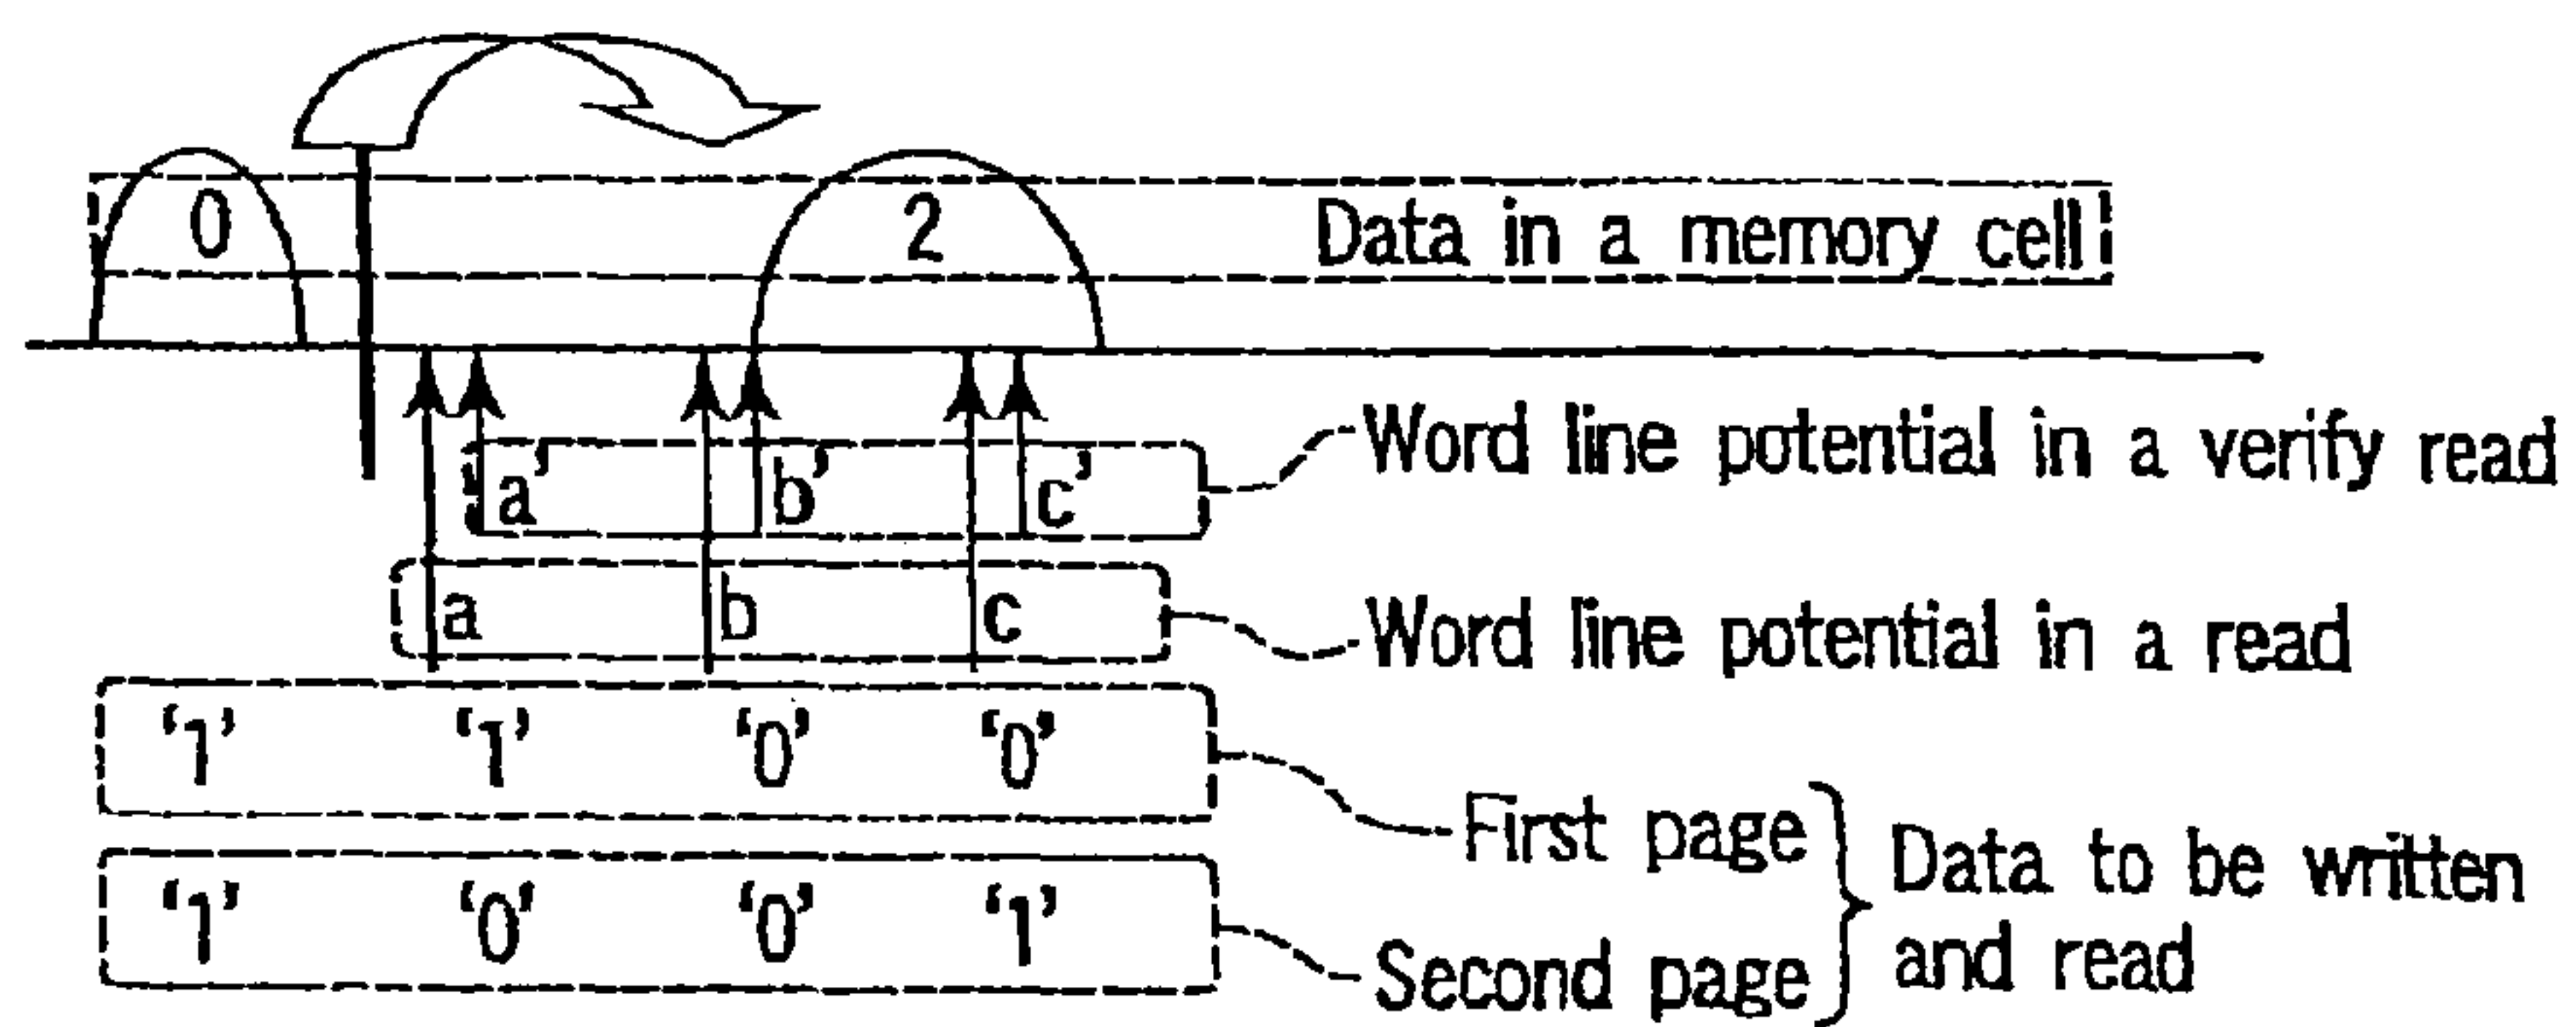 0 2 Data in a memory cell
a' b' c' Word line potential in a verify read
a b c Word line potential in a read
'1' '1' '0' '0'
First page
'1' '0' '0' '1'
Second page
Data to be written
and read